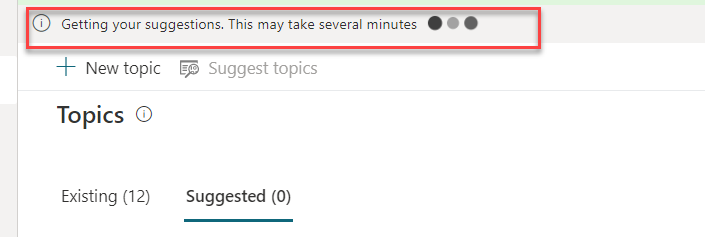 Getting your suggestions. This may take several minutes
New topic Suggest topics
Topics
Existing (12) Suggested (0)